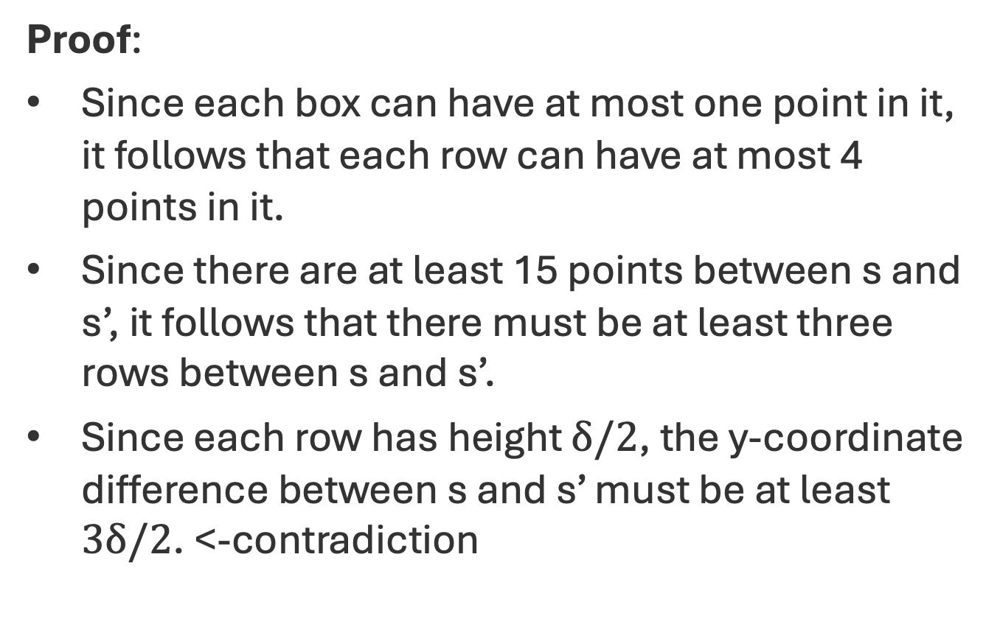 Proof:
• Since each box can have at most one point in it,
it follows that each row can have at most 4
points in it.
• Since there are at least 15 points between s and
s’, it follows that there must be at least three
rows between s and s’.
• Since each row has height δ/2, the y-coordinate
difference between s and s’ must be at least
3δ/2. <-contradiction